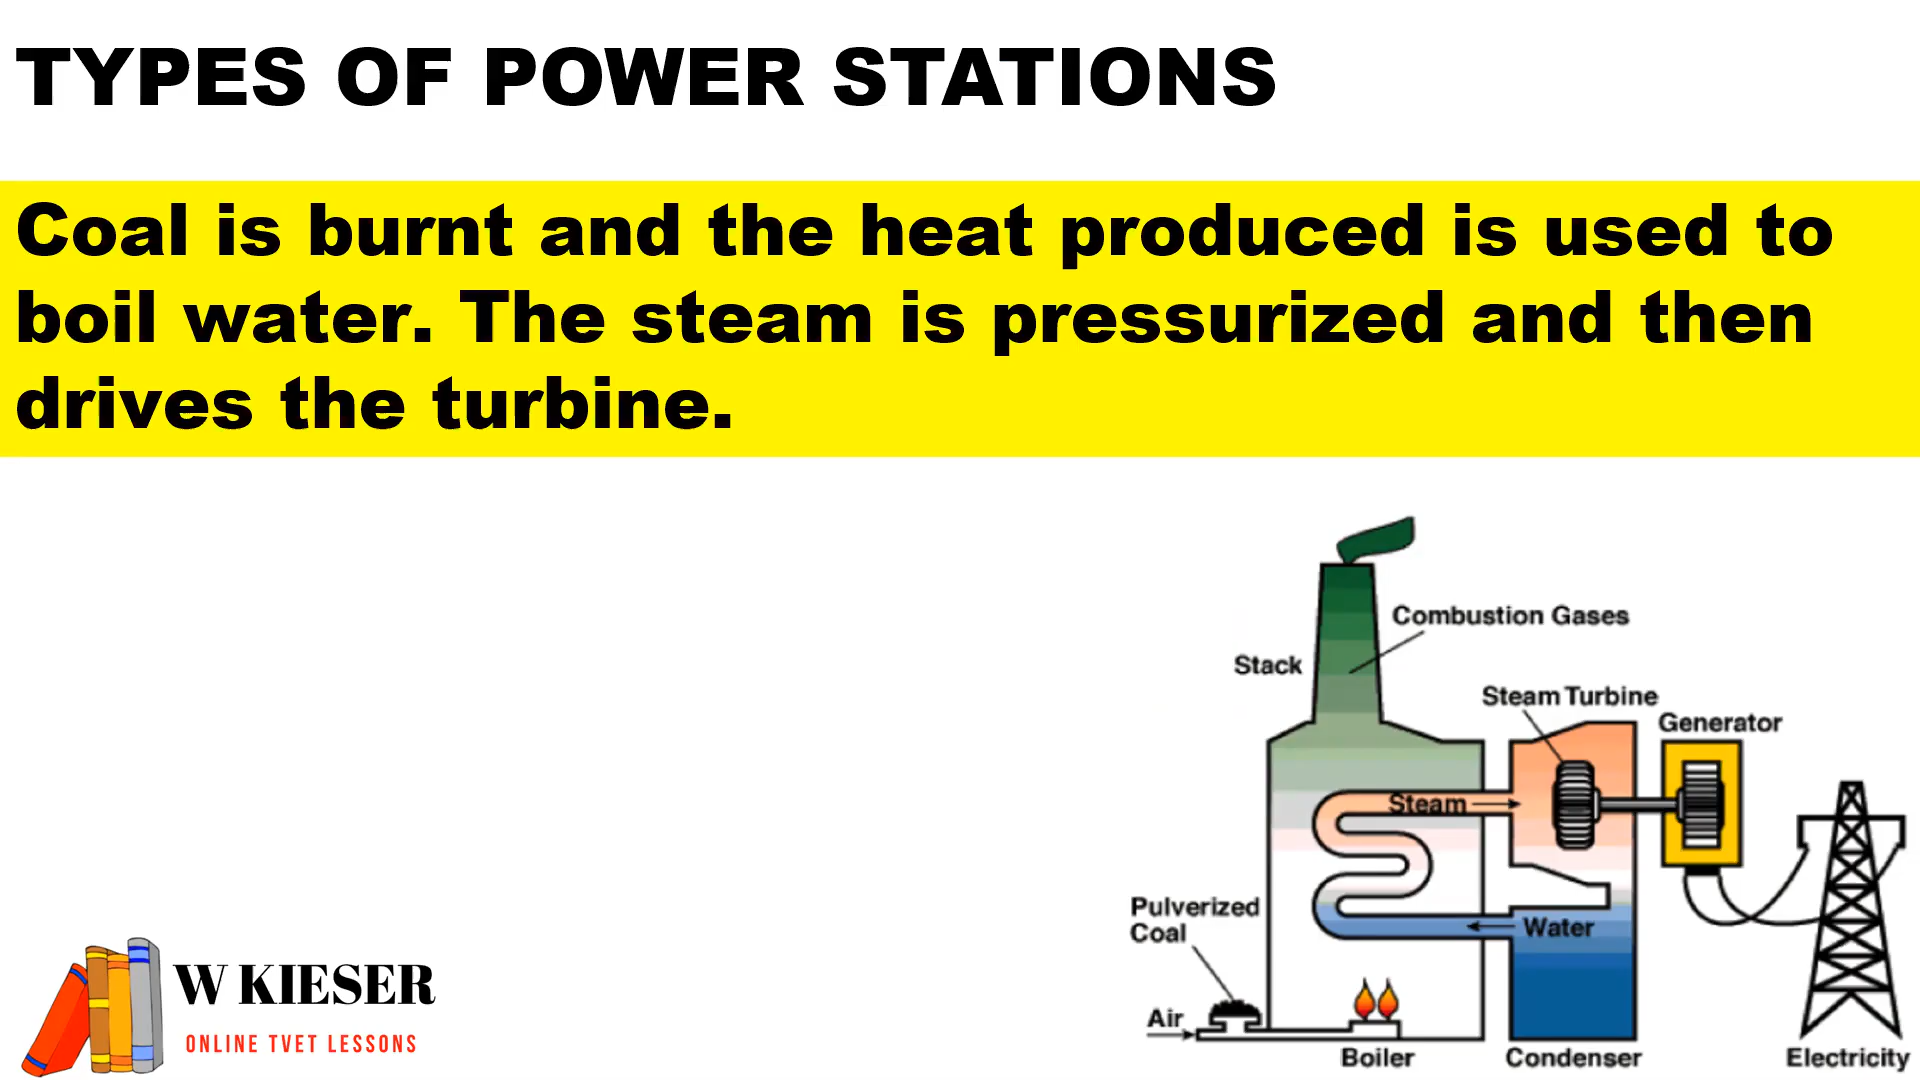 TYPES OF POWER STATIONS
Coal is burnt and the heat produced is used to
boil water. The steam is pressurized and then
drives the turbine.
Combustion Gases
Stack
Steam Turbine
Generator
Steam
Pulverized
Coal
Water
Air
Boiler
Condenser
Electricity
W KIESER
ONLINE TVET LESSONS